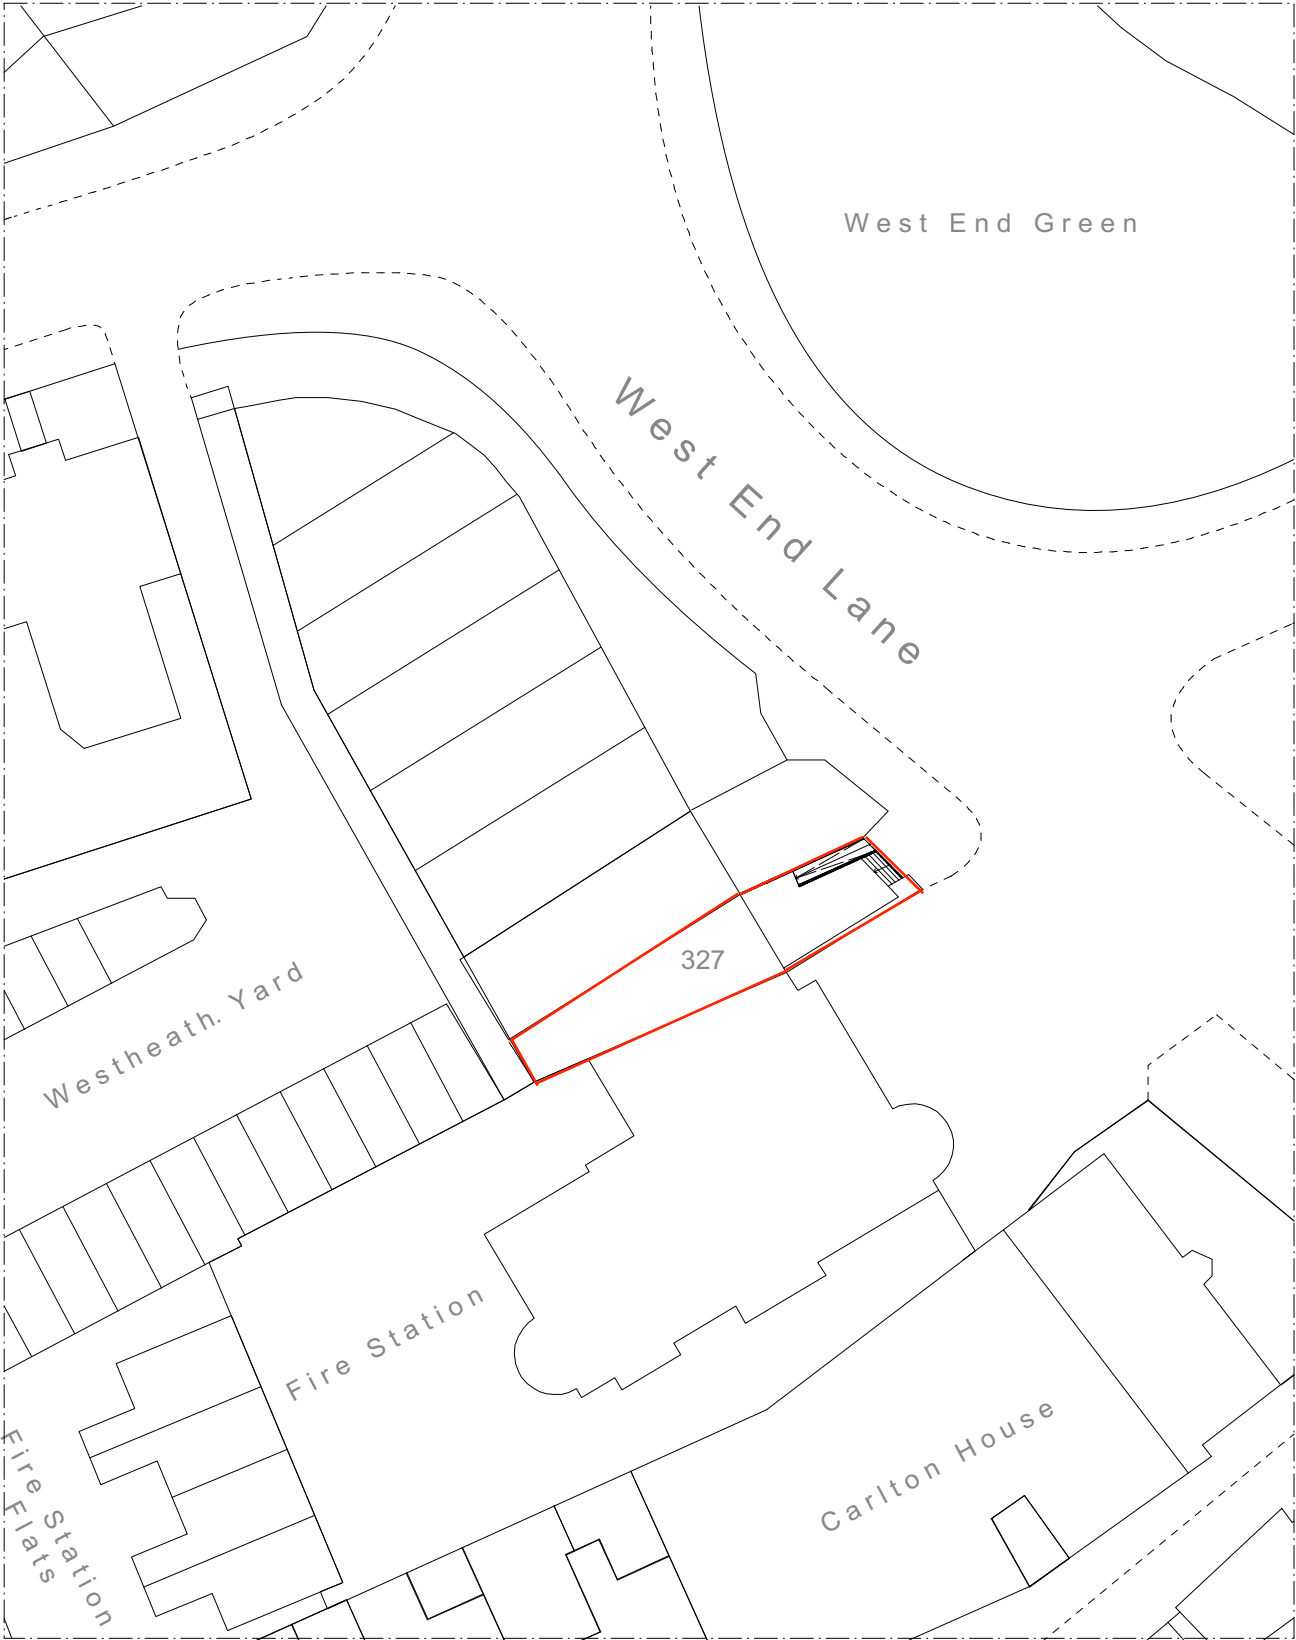 West End Green
West End Lane
327
Westheath. Yard
Fire Station
Carlton House
Fire Station
Flats